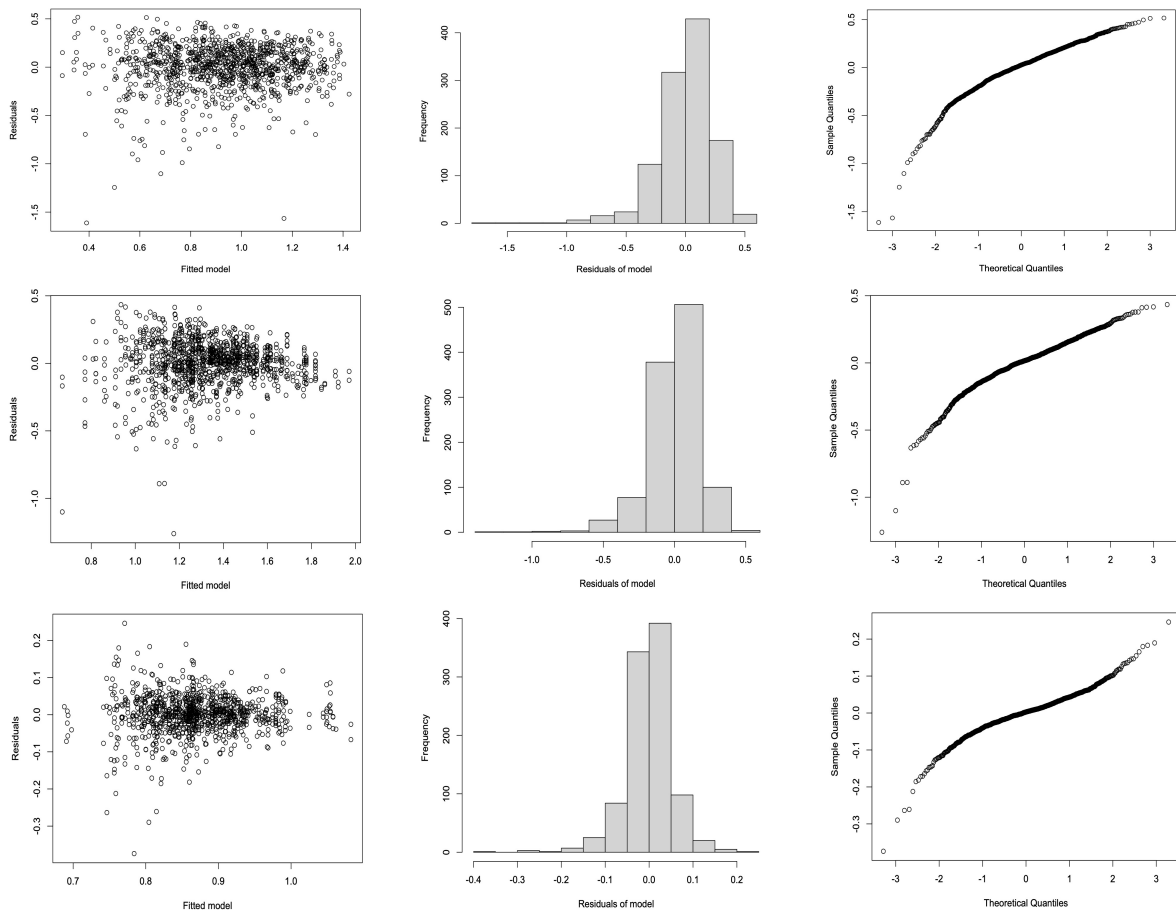 Residuals
0.5
0.0
-0.5
-1.0
-1.5
0.4 0.6 0.8 1.0 1.2 1.4
Fitted model
Frequency
400
300
200
100
0
-1.5 -1.0 -0.5 0.0 0.5
Residuals of model
Sample Quantiles
0.5
0.0
-0.5
-1.0
-1.5
-3 -2 -1 0 1 2 3
Theoretical Quantiles
Residuals
0.5
0.0
-0.5
-1.0
0.8 1.0 1.2 1.4 1.6 1.8 2.0
Fitted model
Frequency
500
400
300
200
100
0
-1.0 -0.5 0.0 0.5
Residuals of model
Sample Quantiles
0.5
0.0
-0.5
-1.0
-3 -2 -1 0 1 2 3
Theoretical Quantiles
Residuals
0.2
0.1
0.0
-0.1
-0.2
-0.3
0.7 0.8 0.9 1.0
Fitted model
Frequency
400
300
200
100
0
-0.4 -0.3 -0.2 -0.1 0.0 0.1 0.2
Residuals of model
Sample Quantiles
0.2
0.1
0.0
-0.1
-0.2
-0.3
-3 -2 -1 0 1 2 3
Theoretical Quantiles